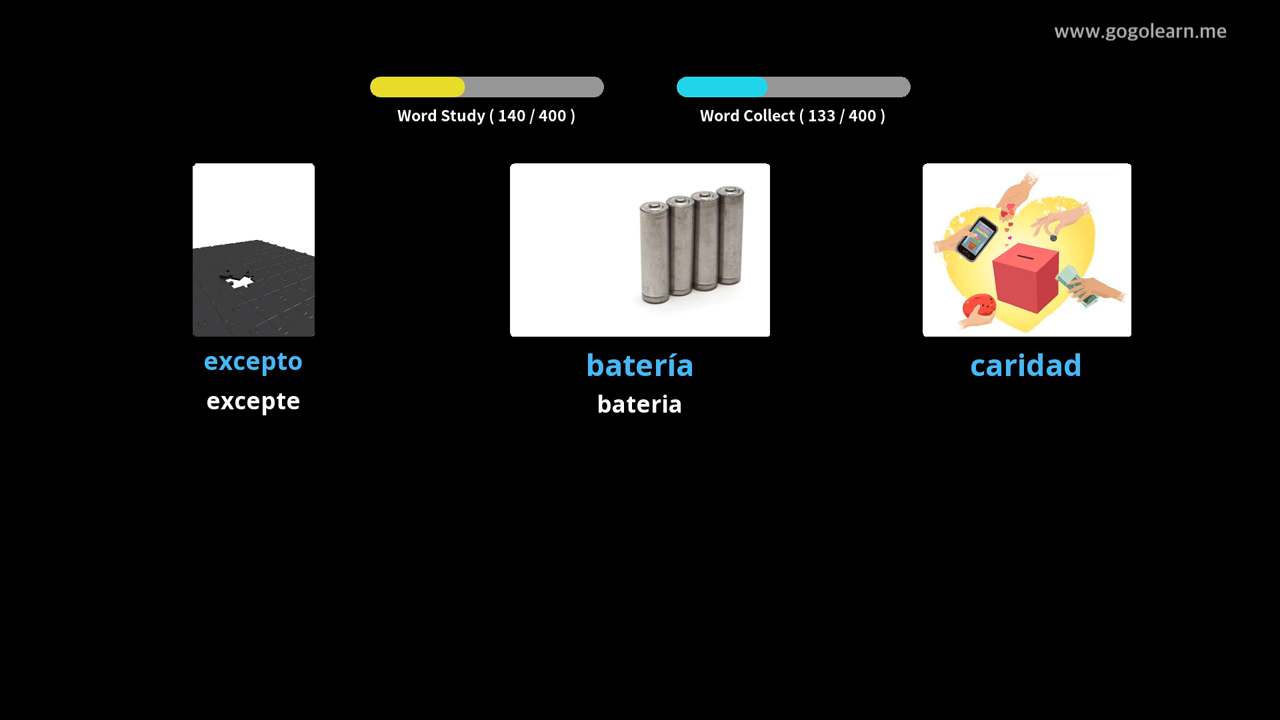 www.gogolearn.me
Word Study ( 140 / 400 )
Word Collect ( 133 / 400 )
excepto
excepte
batería
bateria
caridad